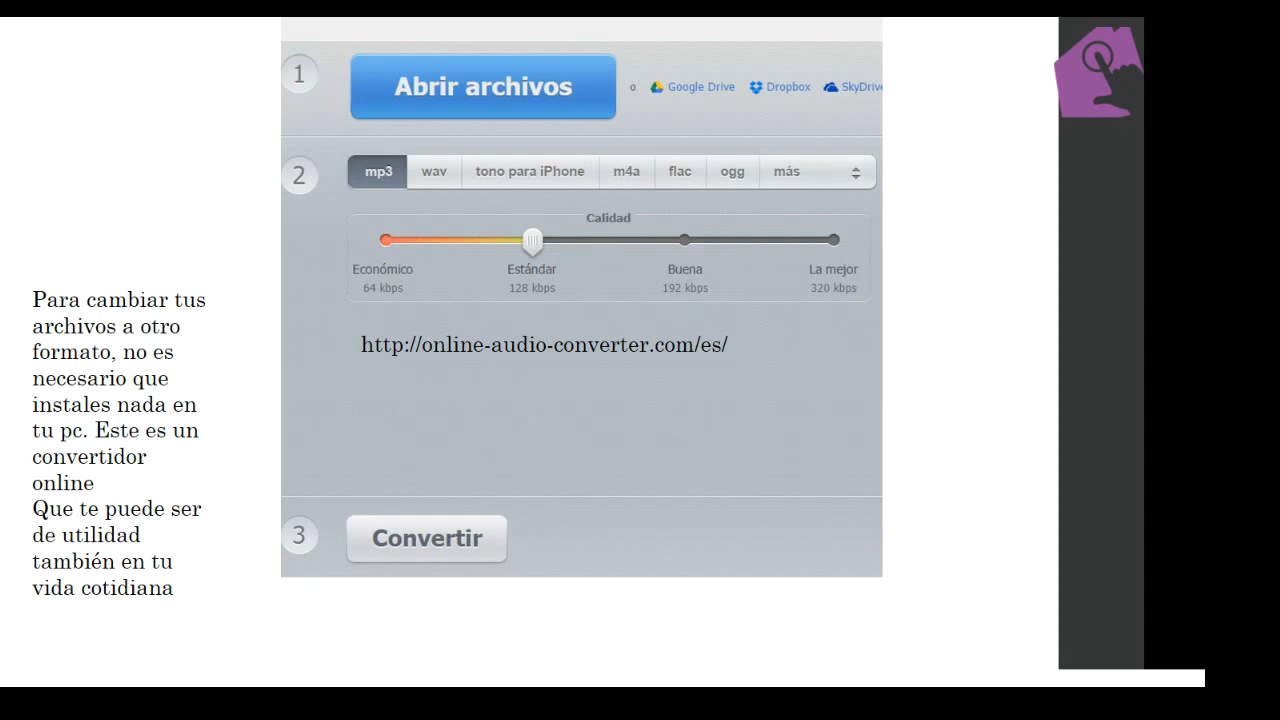 1
Abrir archivos
o Google Drive Dropbox SkyDrive
2
mp3 wav tono para iPhone m4a flac ogg más
Calidad
Económico Estándar Buena La mejor
64 kbps 128 kbps 192 kbps 320 kbps
http://online-audio-converter.com/es/
3
Convertir
Para cambiar tus
archivos a otro
formato, no es
necesario que
instales nada en
tu pc. Este es un
convertidor
online
Que te puede ser
de utilidad
también en tu
vida cotidiana